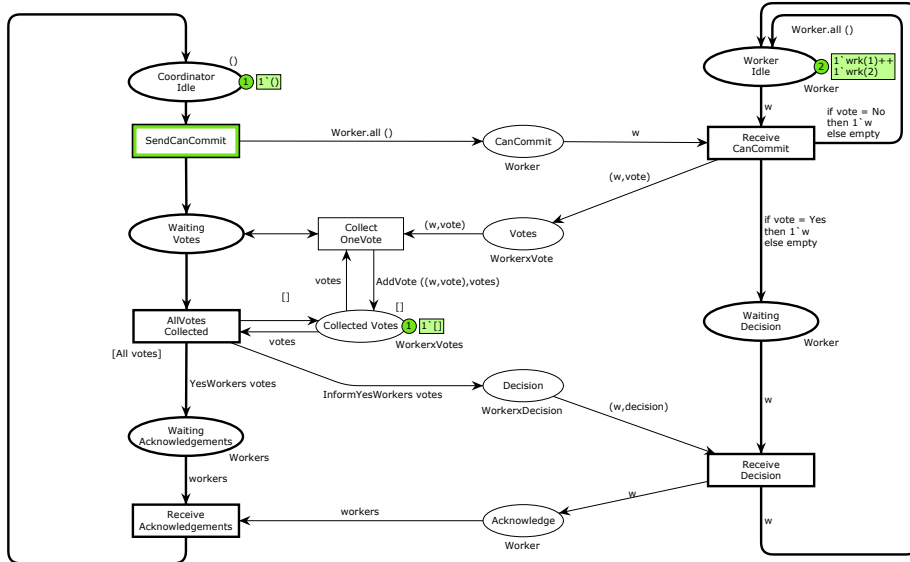 Worker.all ()
()
Coordinator
Idle
1
1`()
Worker
Idle
2
1`wrk(1)++
1`wrk(2)
Worker
w
if vote = No
then 1`w
else empty
SendCanCommit
Worker.all ()
CanCommit
Worker
w
Receive
CanCommit
(w,vote)
Waiting
Votes
Collect
OneVote
(w,vote)
Votes
WorkerxVote
if vote = Yes
then 1`w
else empty
votes
AddVote ((w,vote),votes)
[]
[]
AllVotes
Collected
[All votes]
votes
Collected Votes
1
1`[]
WorkerxVotes
Waiting
Decision
Worker
YesWorkers votes
InformYesWorkers votes
Decision
WorkerxDecision
(w,decision)
w
Waiting
Acknowledgements
Workers
workers
Receive
Decision
w
w
Receive
Acknowledgements
workers
Acknowledge
Worker